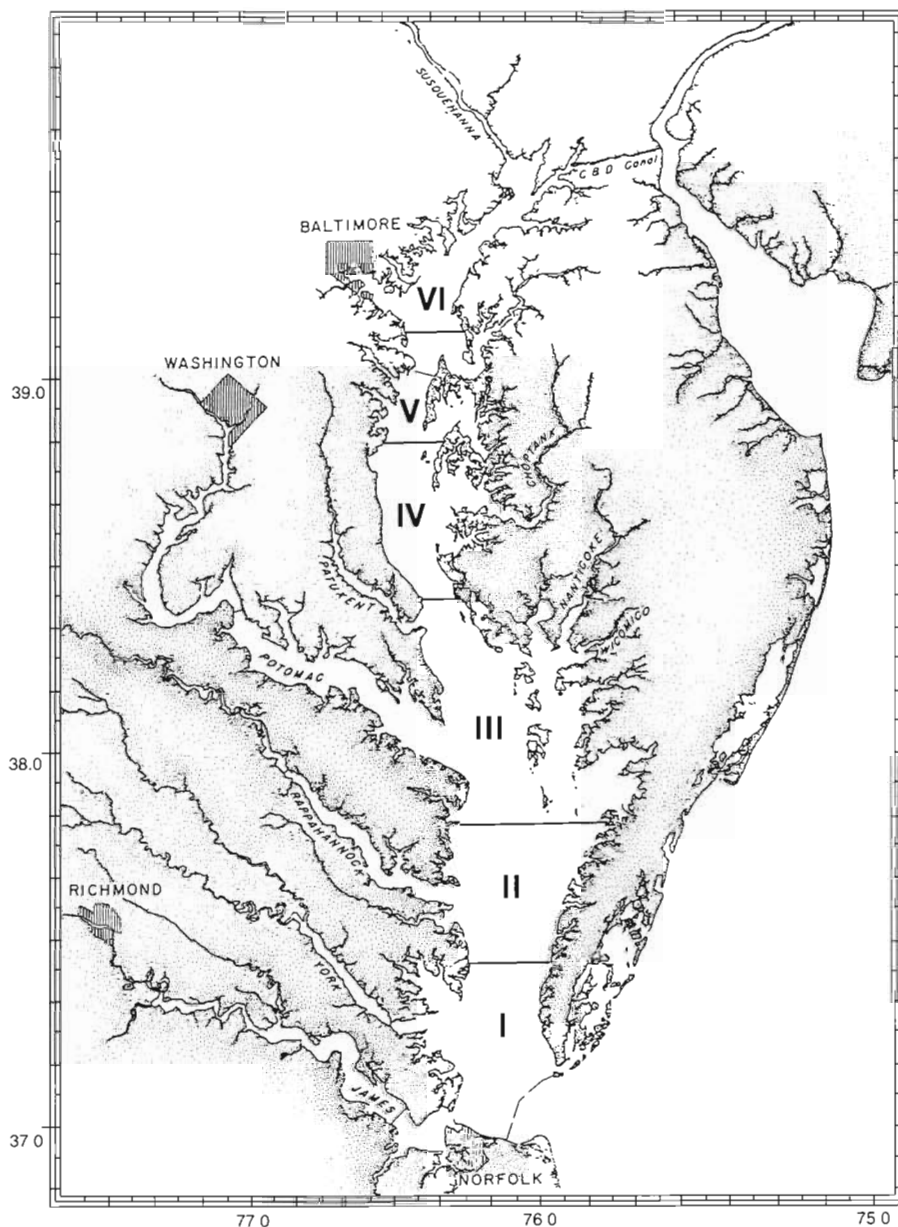 SUSQUEHANNA
C B D Canal
BALTIMORE
VI
WASHINGTON
39.0
V
CHOPTANK
IV
NANTICOKE
PATUXENT
WICOMICO
POTOMAC
III
38.0
RAPPAHANNOCK
II
RICHMOND
YORK
I
JAMES
37 0
NORFOLK
77 0
76 0
75 0